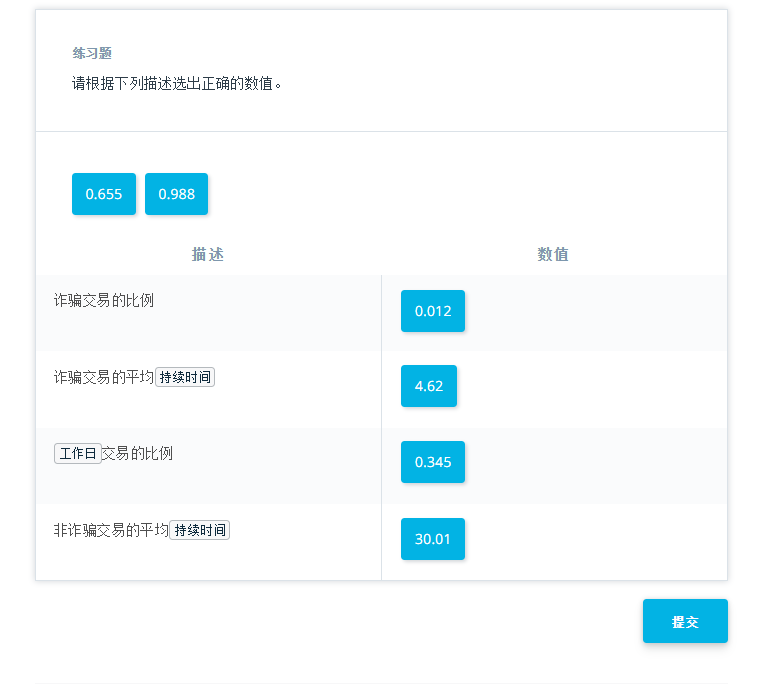 练习题
请根据下列描述选出正确的数值。
0.655 0.988
描述 数值
诈骗交易的比例 0.012
诈骗交易的平均 持续时间 4.62
工作日 交易的比例 0.345
非诈骗交易的平均 持续时间 30.01
提交